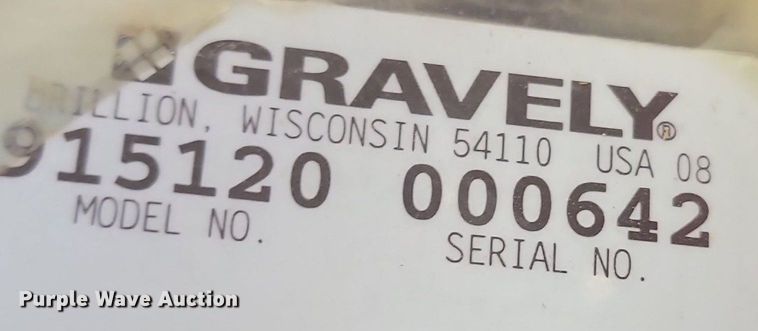 GRAVELY®
BRILLION, WISCONSIN 54110 USA 08
915120 000642
MODEL NO. SERIAL NO.
Purple Wave Auction